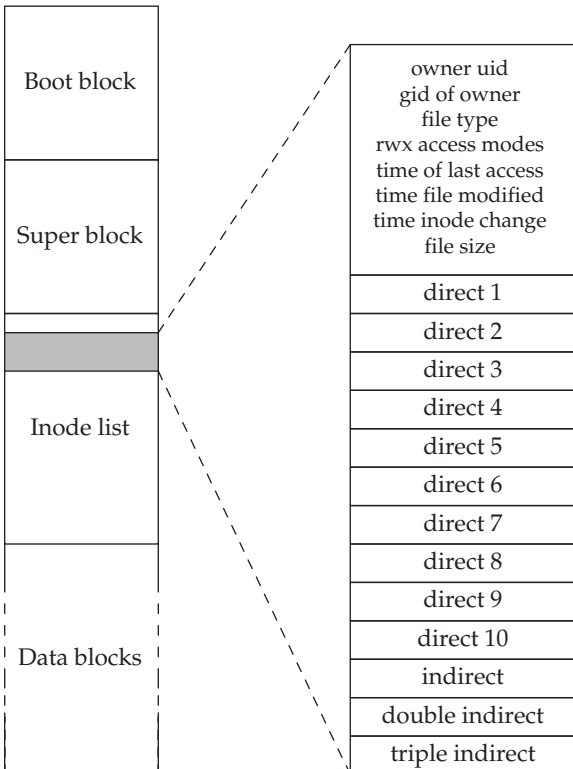 Boot block
Super block
Inode list
Data blocks
owner uid
gid of owner
file type
rwx access modes
time of last access
time file modified
time inode change
file size
direct 1
direct 2
direct 3
direct 4
direct 5
direct 6
direct 7
direct 8
direct 9
direct 10
indirect
double indirect
triple indirect